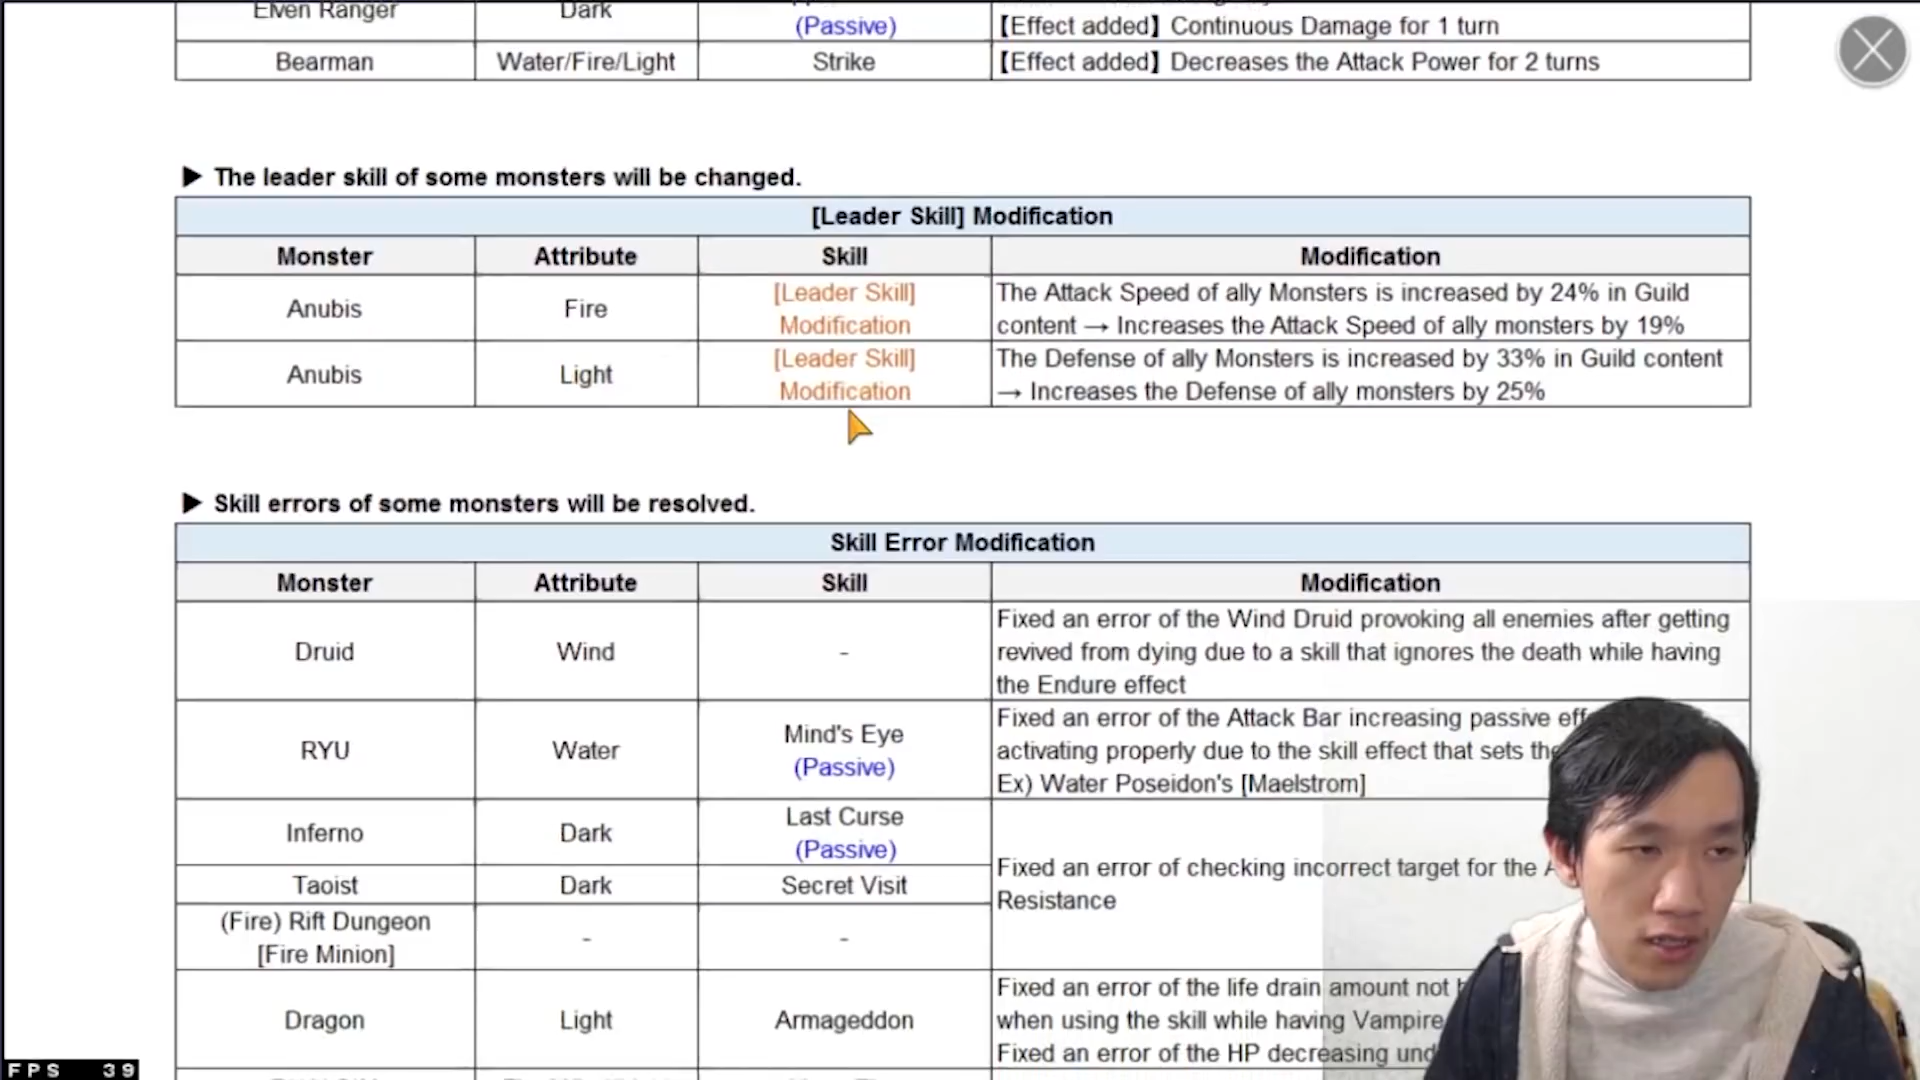 Elven Ranger Dark (Passive) 【Effect added】 Continuous Damage for 1 turn
Bearman Water/Fire/Light Strike 【Effect added】 Decreases the Attack Power for 2 turns
▶ The leader skill of some monsters will be changed.
[Leader Skill] Modification
Monster Attribute Skill Modification
Anubis Fire [Leader Skill] Modification The Attack Speed of ally Monsters is increased by 24% in Guild
content → Increases the Attack Speed of ally monsters by 19%
Anubis Light [Leader Skill] Modification The Defense of ally Monsters is increased by 33% in Guild content
→ Increases the Defense of ally monsters by 25%
▶ Skill errors of some monsters will be resolved.
Skill Error Modification
Monster Attribute Skill Modification
Druid Wind - Fixed an error of the Wind Druid provoking all enemies after getting
revived from dying due to a skill that ignores the death while having
the Endure effect
RYU Water Mind's Eye (Passive) Fixed an error of the Attack Bar increasing passive
activating properly due to the skill effect that sets the
Ex) Water Poseidon's [Maelstrom]
Inferno Dark Last Curse (Passive)
Fixed an error of checking incorrect target for the
Resistance
Taoist Dark Secret Visit
(Fire) Rift Dungeon
[Fire Minion] - -
Dragon Light Armageddon Fixed an error of the life drain amount not
when using the skill while having Vampire
Fixed an error of the HP decreasing
FPS 39